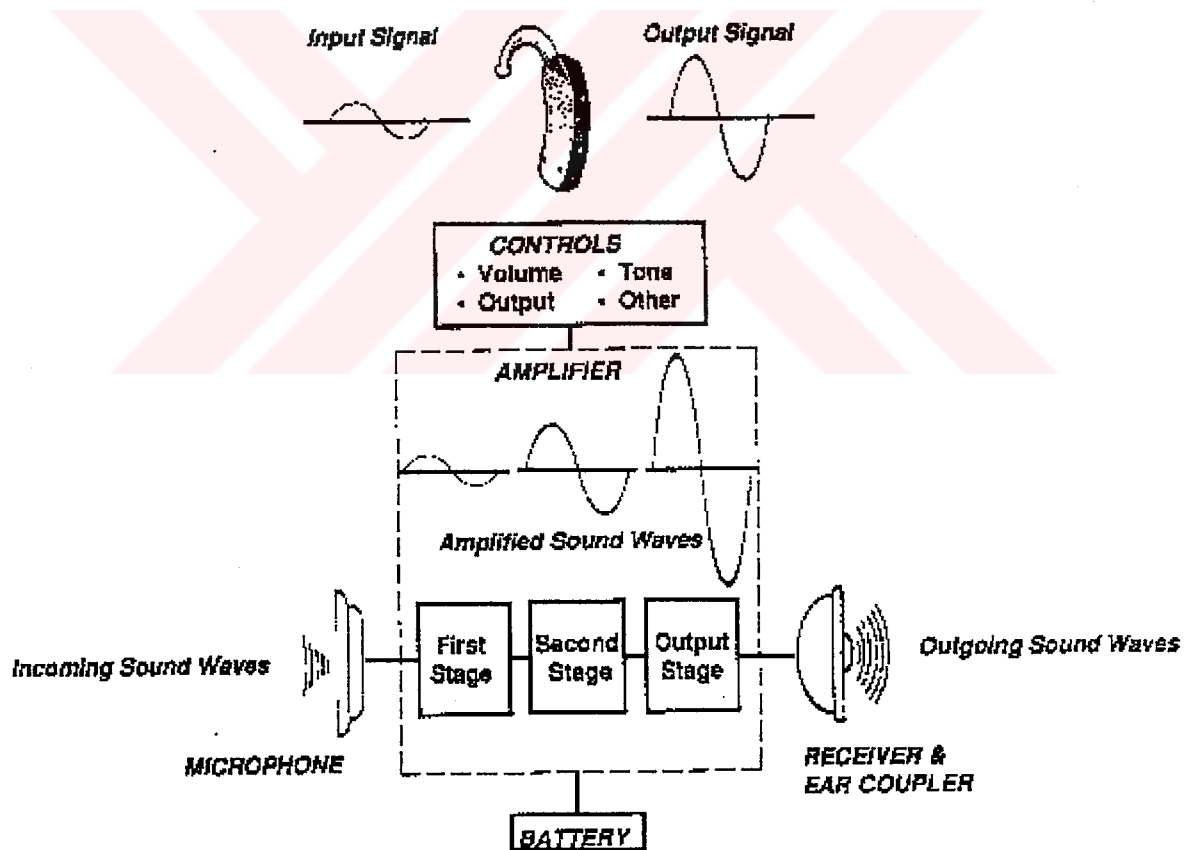 Input Signal
Output Signal
CONTROLS
• Volume • Tone
• Output • Other
AMPLIFIER
Amplified Sound Waves
First
Stage
Second
Stage
Output
Stage
Incoming Sound Waves
Outgoing Sound Waves
MICROPHONE
RECEIVER &
EAR COUPLER
BATTERY